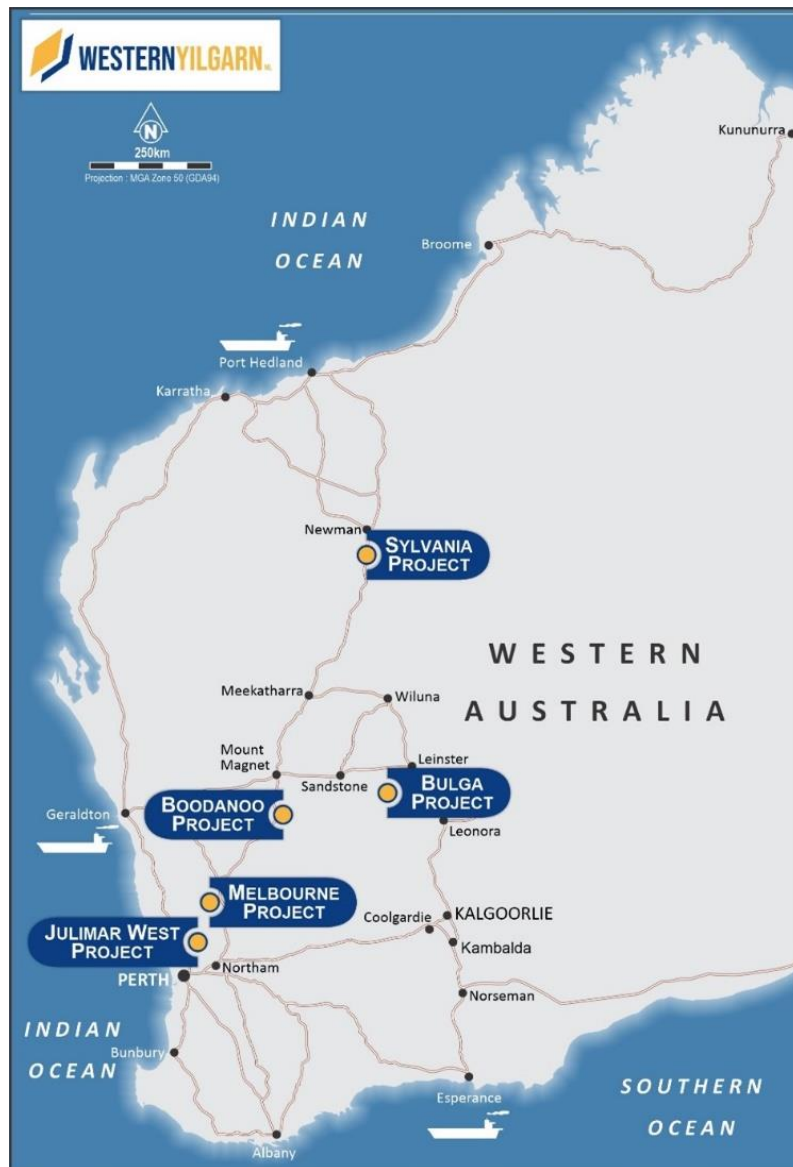 WESTERNYILGARN NL
N
250km
Projection : MGA Zone 50 (GDA94)
Kununurra
INDIAN
OCEAN
Broome
Port Hedland
Karratha
Newman
SYLVANIA
PROJECT
WESTERN
AUSTRALIA
Meekatharra
Wiluna
Mount
Magnet
Leinster
Sandstone
BULGA
PROJECT
BOODANOO
PROJECT
Geraldton
Leonora
MELBOURNE
PROJECT
KALGOORLIE
Coolgardie
JULIMAR WEST
PROJECT
Kambalda
Northam
PERTH
Norseman
INDIAN
OCEAN
Bunbury
Esperance
SOUTHERN
OCEAN
Albany